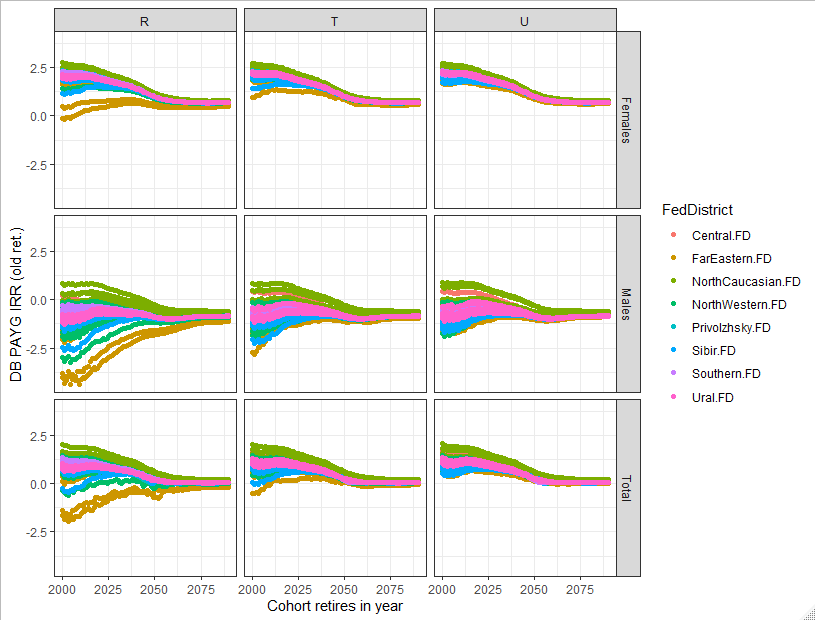 R T U
2.5
0.0
-2.5
Females
2.5
0.0
-2.5
Males
2.5
0.0
-2.5
Total
2000 2025 2050 2075 2000 2025 2050 2075 2000 2025 2050 2075
Cohort retires in year
DB PAYG IRR (old ret.)
FedDistrict
Central.FD
FarEastern.FD
NorthCaucasian.FD
NorthWestern.FD
Privolzhsky.FD
Sibir.FD
Southern.FD
Ural.FD